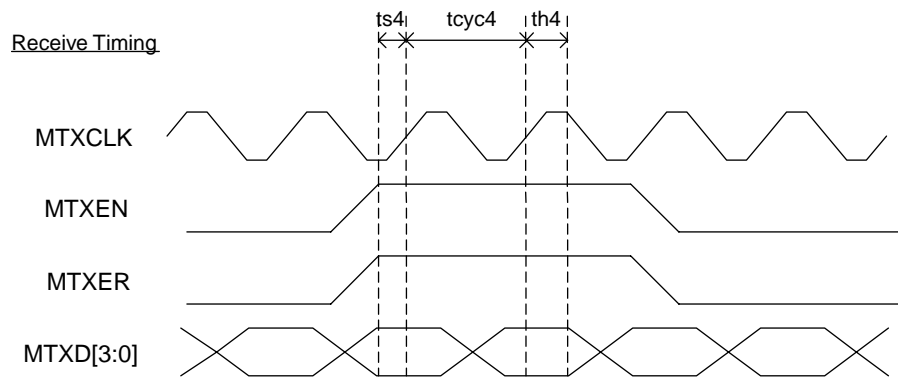 ts4 tcyc4 th4
Receive Timing
MTXCLK
MTXEN
MTXER
MTXD[3:0]